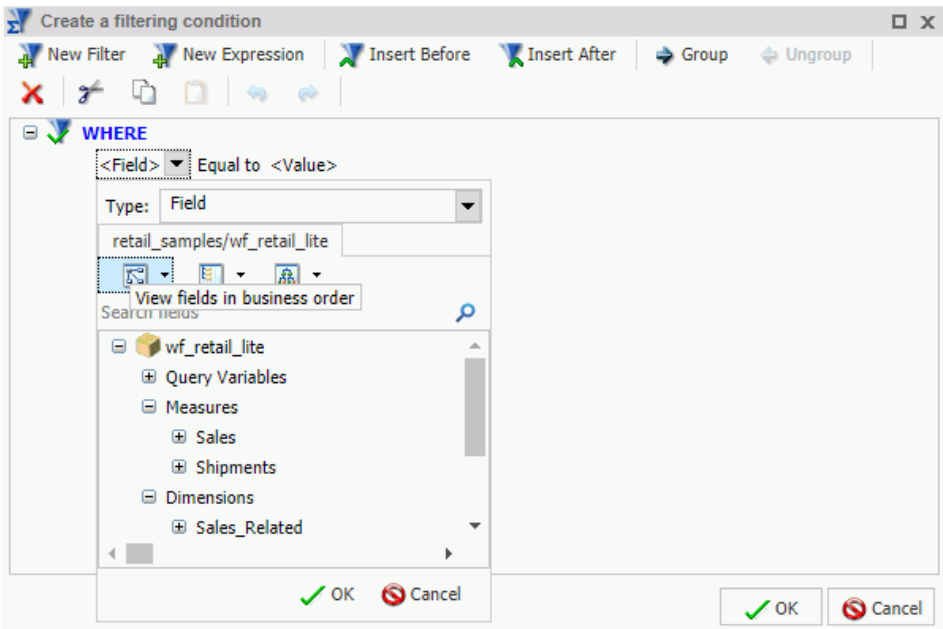 Create a filtering condition
New Filter New Expression Insert Before Insert After Group Ungroup
WHERE
<Field> Equal to <Value>
Type: Field
retail_samples/wf_retail_lite
View fields in business order
Search fields
wf_retail_lite
Query Variables
Measures
Sales
Shipments
Dimensions
Sales_Related
OK Cancel
OK Cancel